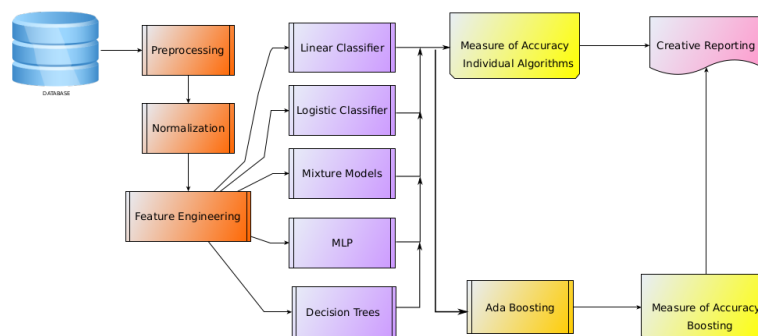 DATABASE
Preprocessing
Normalization
Feature Engineering
Linear Classifier
Logistic Classifier
Mixture Models
MLP
Decision Trees
Measure of Accuracy
Individual Algorithms
Creative Reporting
Ada Boosting
Measure of Accuracy
Boosting